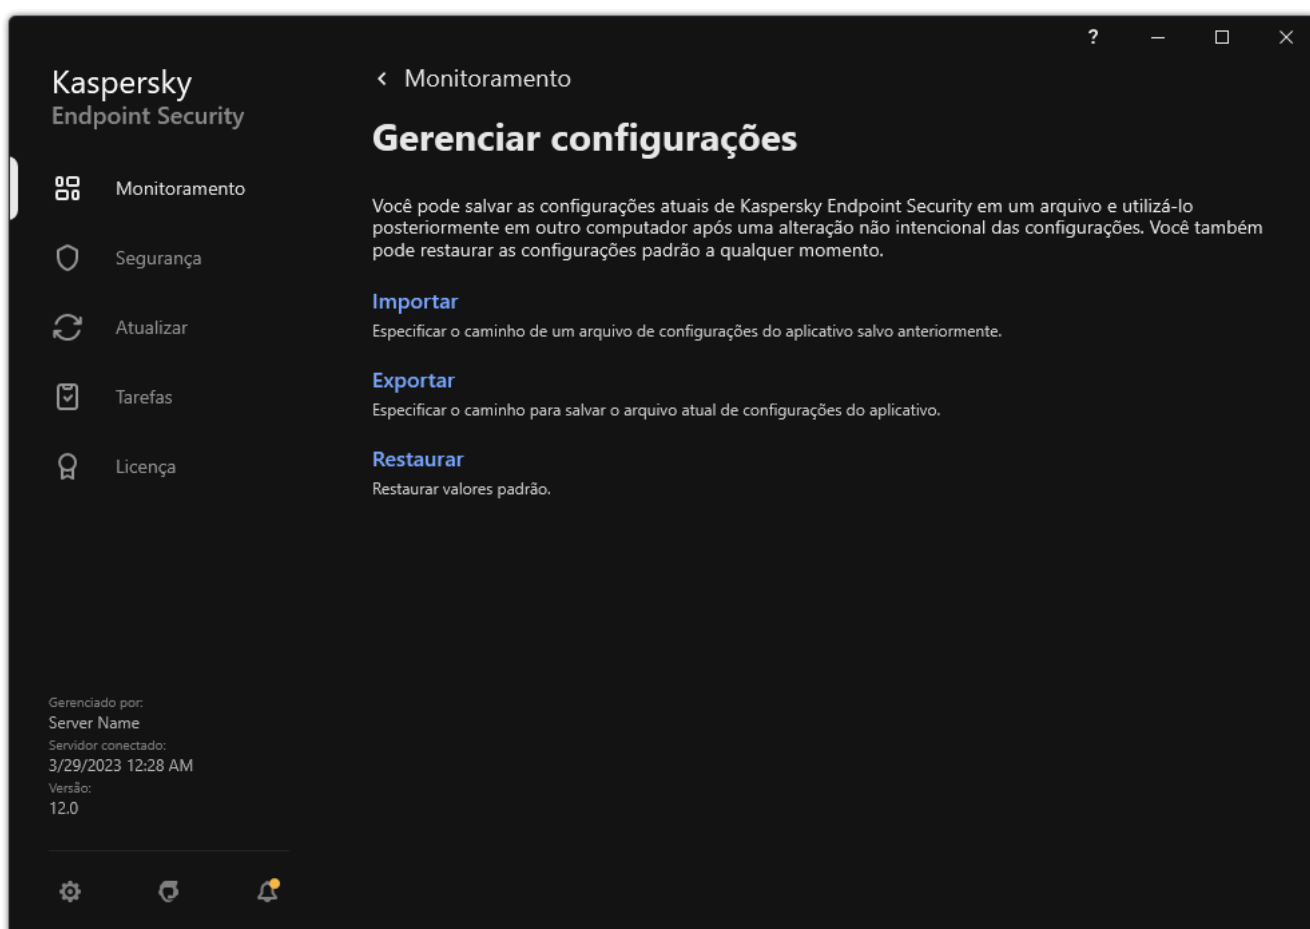 ?
Kaspersky
Endpoint Security
Monitoramento
Segurança
Atualizar
Tarefas
Licença
Gerenciado por:
Server Name
Servidor conectado:
3/29/2023 12:28 AM
Versão:
12.0
Monitoramento
Gerenciar configurações
Você pode salvar as configurações atuais de Kaspersky Endpoint Security em um arquivo e utilizá-lo
posteriormente em outro computador após uma alteração não intencional das configurações. Você também
pode restaurar as configurações padrão a qualquer momento.
Importar
Especificar o caminho de um arquivo de configurações do aplicativo salvo anteriormente.
Exportar
Especificar o caminho para salvar o arquivo atual de configurações do aplicativo.
Restaurar
Restaurar valores padrão.